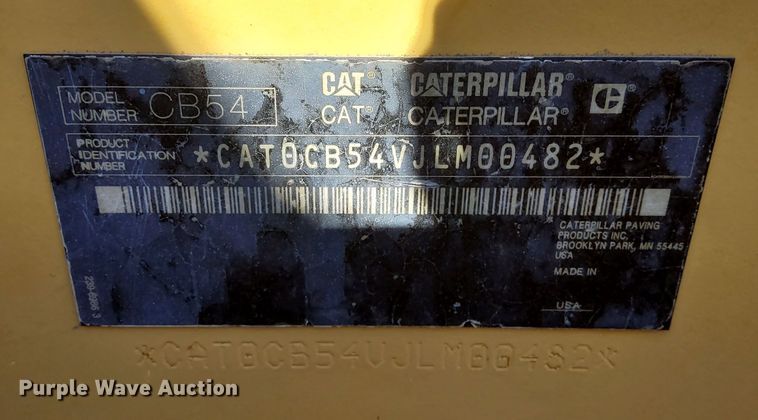 CAT CATERPILLAR
CAT CATERPILLAR
MODEL NUMBER CB54
PRODUCT IDENTIFICATION NUMBER *CAT0CB54VJLM00482*
CATERPILLAR PAVING
PRODUCTS INC.
BROOKLYN PARK, MN 55445
USA
MADE IN
USA
*CAT0CB54VJLM00482*
Purple Wave Auction